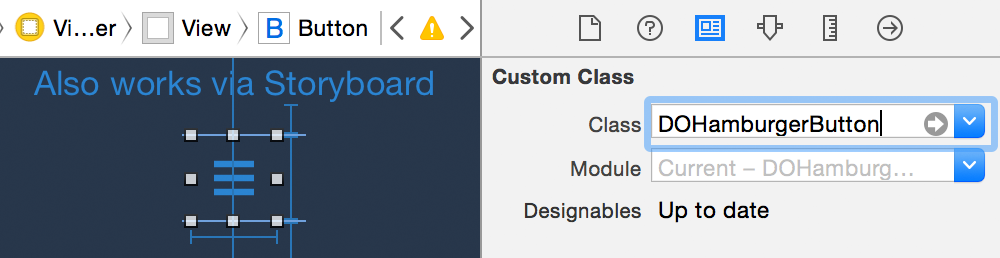 Vi...er View B Button
Also works via Storyboard
Custom Class
Class DOHamburgerButton
Module Current – DOHamburg...
Designables Up to date